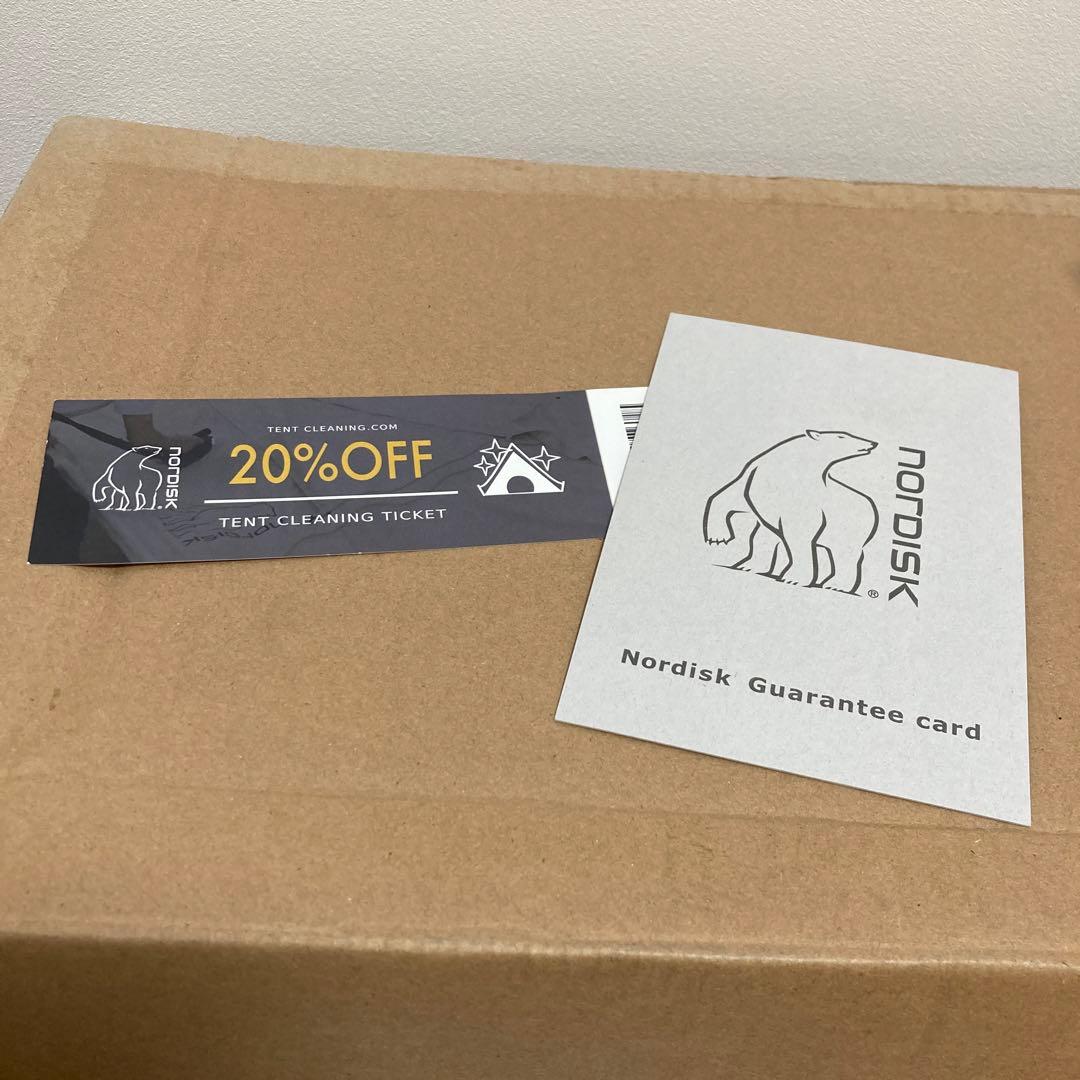 TENT CLEANING.COM
20%OFF
TENT CLEANING TICKET
NORDISK
®
NORDISK
®
Nordisk Guarantee card